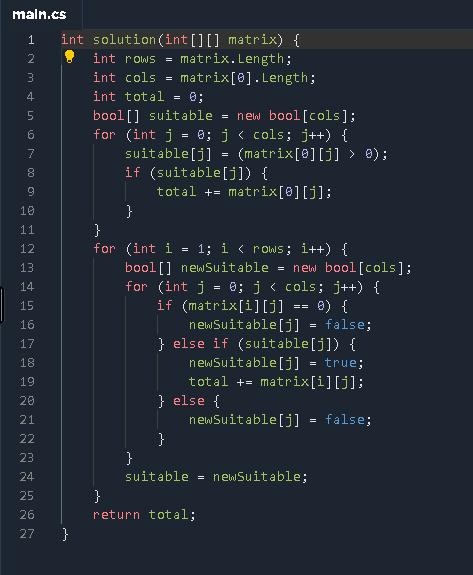 main.cs
1 int solution(int[][] matrix) {
2     int rows = matrix.Length;
3     int cols = matrix[0].Length;
4     int total = 0;
5     bool[] suitable = new bool[cols];
6     for (int j = 0; j < cols; j++) {
7         suitable[j] = (matrix[0][j] > 0);
8         if (suitable[j]) {
9             total += matrix[0][j];
10         }
11     }
12     for (int i = 1; i < rows; i++) {
13         bool[] newSuitable = new bool[cols];
14         for (int j = 0; j < cols; j++) {
15             if (matrix[i][j] == 0) {
16                 newSuitable[j] = false;
17             } else if (suitable[j]) {
18                 newSuitable[j] = true;
19                 total += matrix[i][j];
20             } else {
21                 newSuitable[j] = false;
22             }
23         }
24         suitable = newSuitable;
25     }
26     return total;
27 }